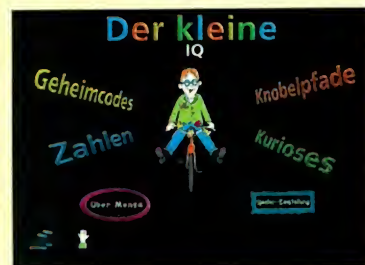 Der kleine
IQ
Geheimcodes
Knobelpfade
Zahlen
Kurioses
Über Mensa